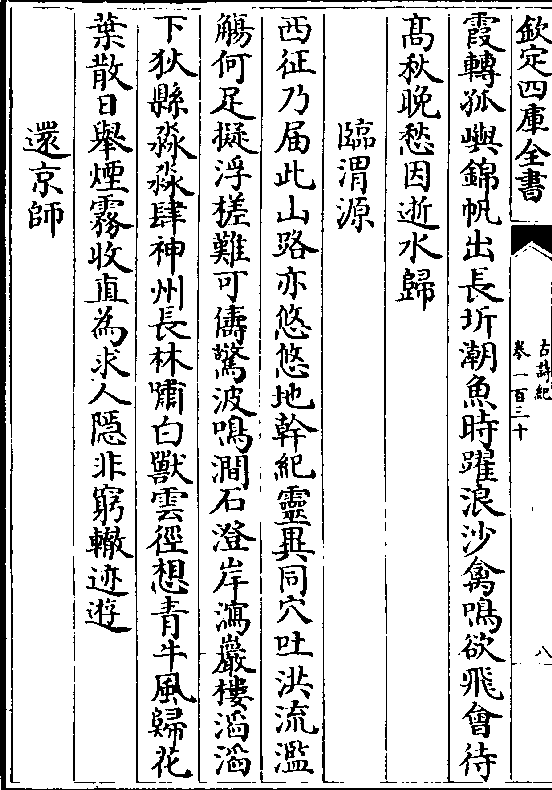 欽定四庫全書
古詩紀
卷一百三十
八
霞轉孤嶼錦帆出長圻潮魚時躍浪沙禽鳴欲飛會待
髙秋晚愁因逝水歸
臨渭源
西征乃届此山路亦悠悠地幹紀靈異同穴吐洪流濫
觴何足擬浮槎難可儔驚波鳴澗石澄岸瀉巖樓滔滔
下狄縣淼淼肆神州長林嘯白獸雲徑想青牛風歸花
葉散日舉煙霧收直為求人隠非窮轍迹遊
還京師